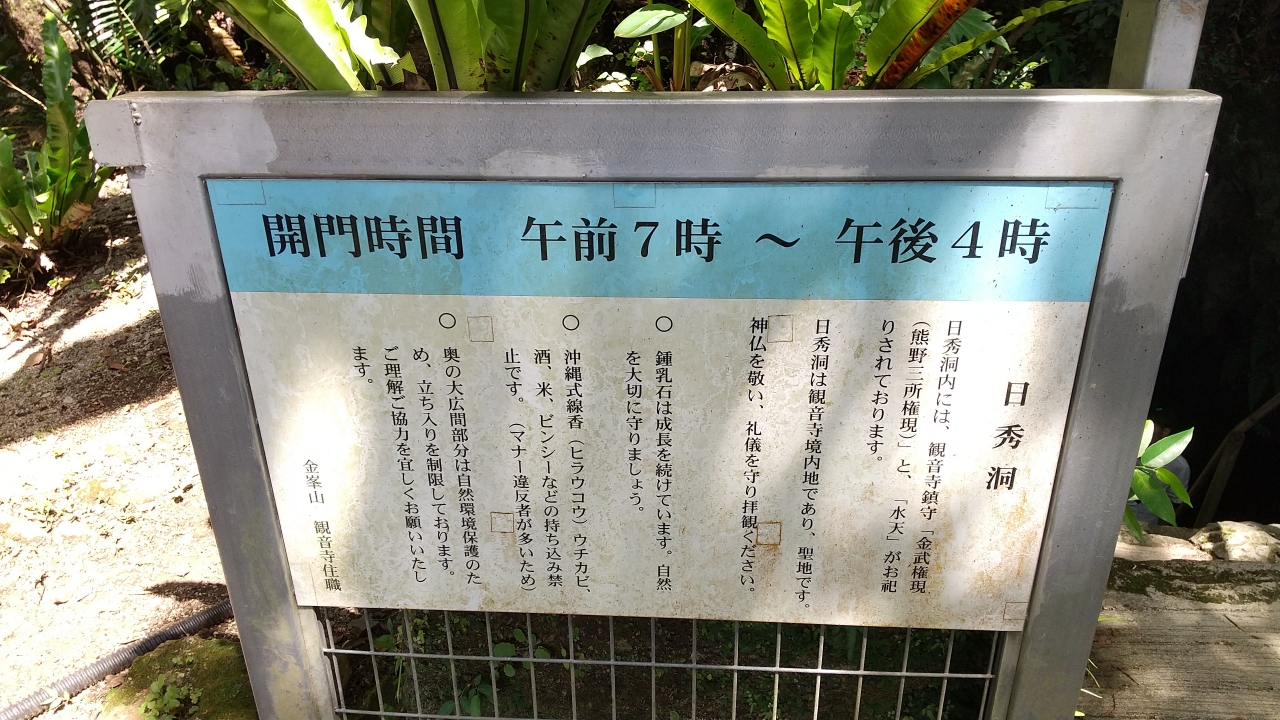 開門時間　午前７時 ～ 午後４時
日秀洞
日秀洞内には、観音寺鎮守「金武権現
（熊野三所権現）」と、「水天」がお祀
りされております。
日秀洞は観音寺境内地であり、聖地です。
神仏を敬い、礼儀を守り拝観ください。
○ 鍾乳石は成長を続けています。自然
を大切に守りましょう。
○ 沖縄式線香（ヒラウコウ）ウチカビ、
酒、米、ビンシーなどの持ち込み禁
止です。（マナー違反者が多いため）
○ 奥の大広間部分は自然環境保護のた
め、立ち入りを制限しております。
ご理解ご協力を宜しくお願いいたし
ます。
金峯山　観音寺住職